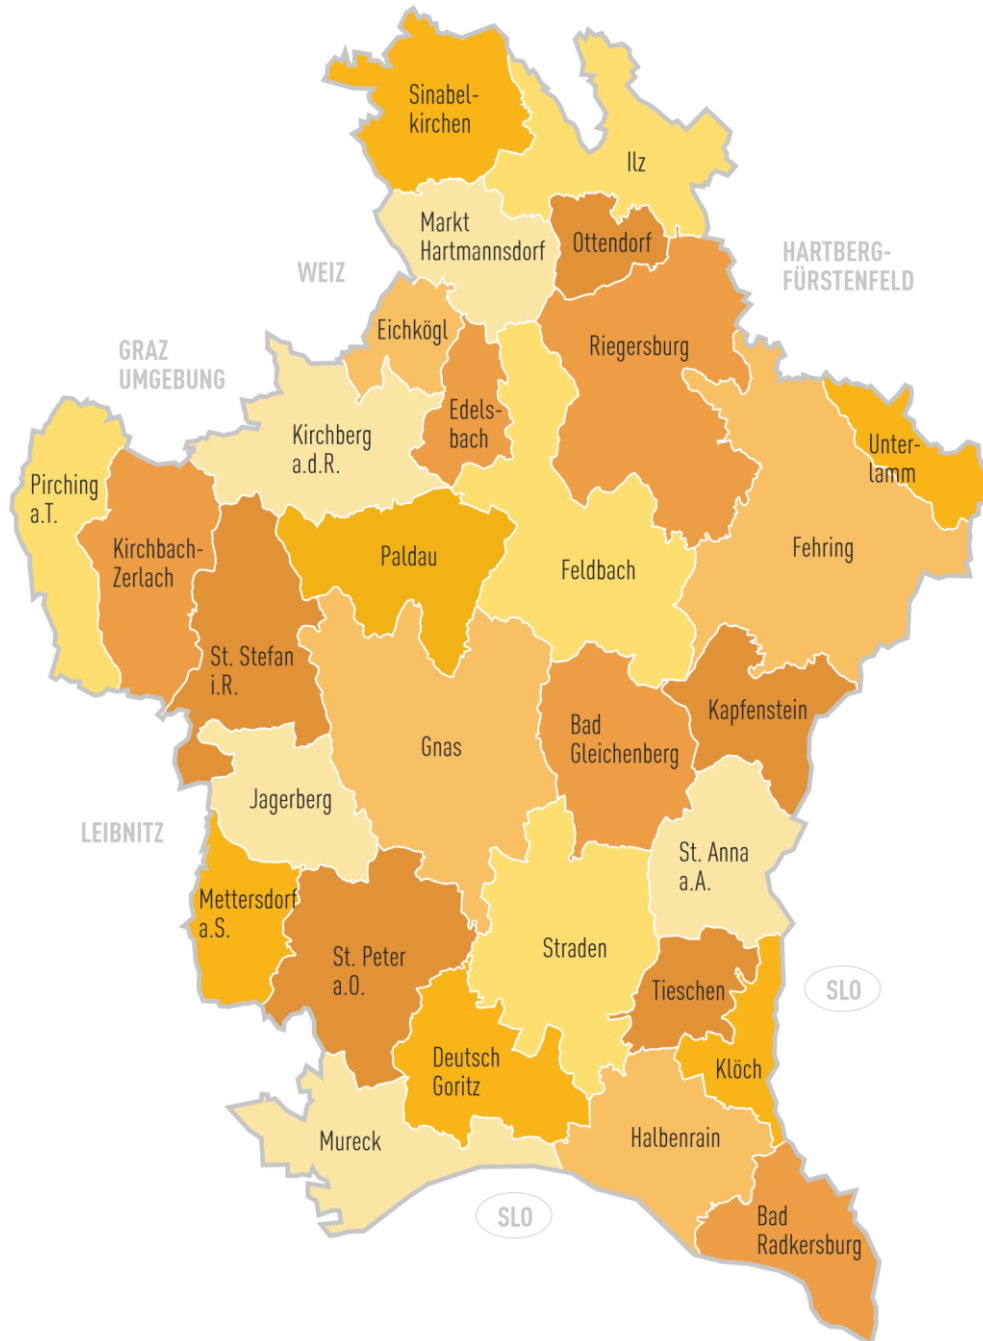 Sinabel-
kirchen
Ilz
Markt
Hartmannsdorf
Ottendorf
HARTBERG-
FÜRSTENFELD
WEIZ
Eichkögl
Riegersburg
GRAZ
UMGEBUNG
Edels-
bach
Kirchberg
a.d.R.
Unter-
lamm
Pirching
a.T.
Kirchbach-
Zerlach
Paldau
Feldbach
Fehring
St. Stefan
i.R.
Kapfenstein
Gnas
Bad
Gleichenberg
Jagerberg
LEIBNITZ
St. Anna
a.A.
Mettersdorf
a.S.
St. Peter
a.O.
Straden
Tieschen
SLO
Deutsch
Goritz
Klöch
Mureck
Halbenrain
SLO
Bad
Radkersburg